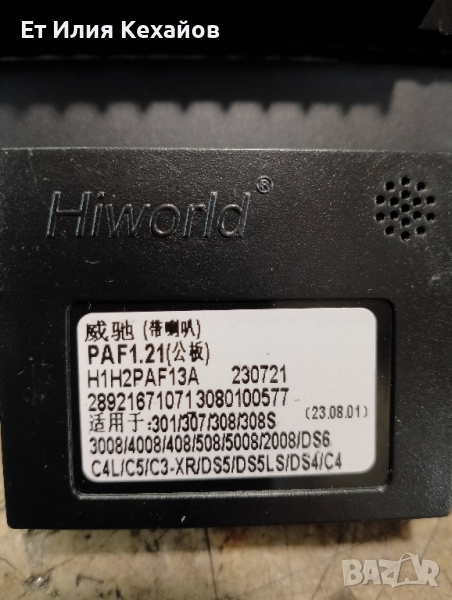 Ет Илия Кехайов
Hiworld®
威驰 (带喇叭)
PAF1.21(公板)
H1H2PAF13A 230721
289216710713080100577
适用于:301/307/308/308S (23.08.01)
3008/4008/408/508/5008/2008/DS6
C4L/C5/C3-XR/DS5/DS5LS/DS4/C4
BAZAR